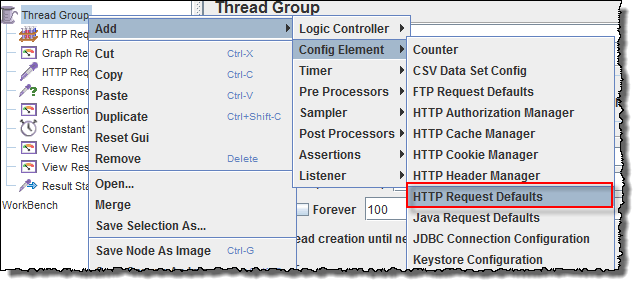 Thread Group
HTTP Req
Graph Re
HTTP Req
Response
Assertion
Constant
View Res
View Res
Result Sta
WorkBench
Thread Group
Add
Cut Ctrl-X
Copy Ctrl-C
Paste Ctrl-V
Duplicate Ctrl+Shift-C
Reset Gui
Remove Delete
Open...
Merge
Save Selection As...
Save Node As Image Ctrl-G
Logic Controller
Config Element
Timer
Pre Processors
Sampler
Post Processors
Assertions
Listener
Counter
CSV Data Set Config
FTP Request Defaults
HTTP Authorization Manager
HTTP Cache Manager
HTTP Cookie Manager
HTTP Header Manager
HTTP Request Defaults
Java Request Defaults
JDBC Connection Configuration
Keystore Configuration
Forever 100
ead creation until ne